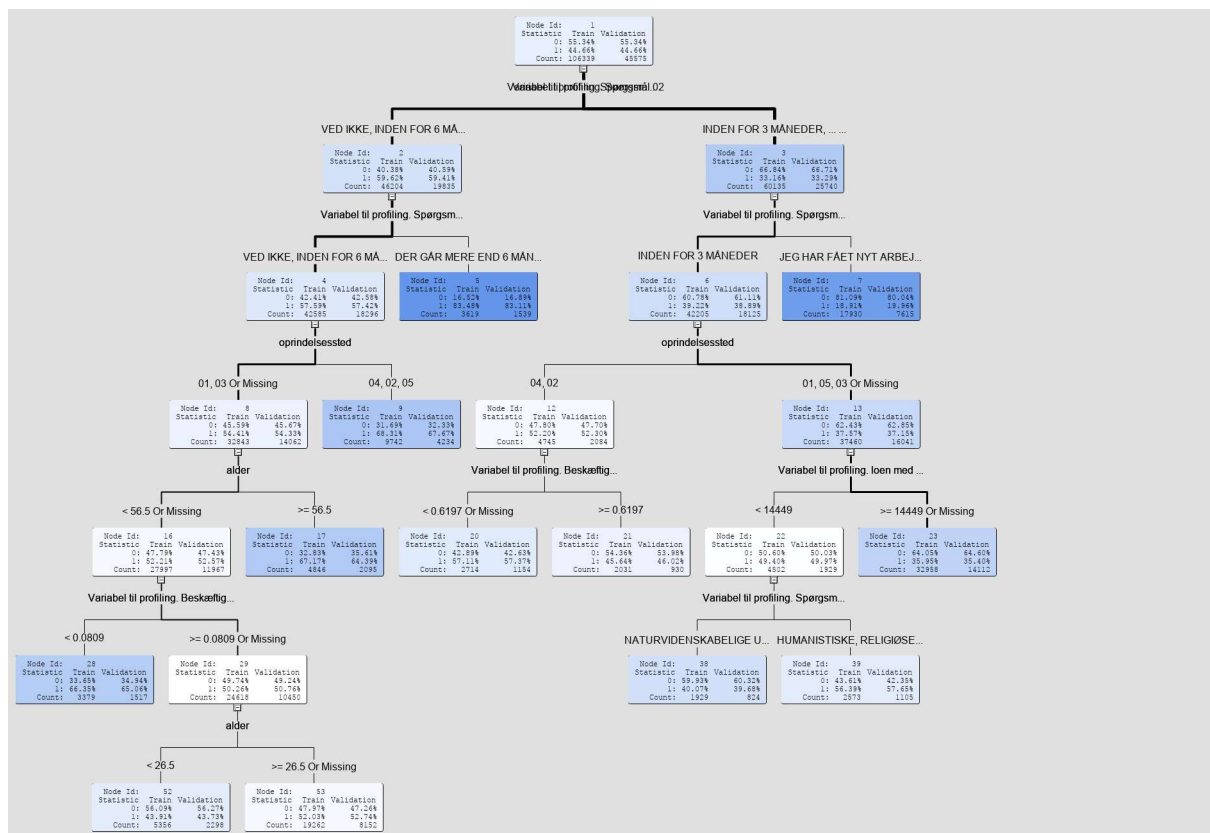 Node Id: 1
Statistic Train Validation
0: 55.34% 55.34%
1: 44.66% 44.66%
Count: 106339 45575
Variabel til profiling. Spørgsmål.02
VED IKKE, INDEN FOR 6 MÅ...
INDEN FOR 3 MÅNEDER, ... ...
Node Id: 2
Statistic Train Validation
0: 40.38% 40.59%
1: 59.62% 59.41%
Count: 46204 19835
Node Id: 3
Statistic Train Validation
0: 66.84% 66.71%
1: 33.16% 33.29%
Count: 60135 25740
Variabel til profiling. Spørgsm...
Variabel til profiling. Spørgsm...
VED IKKE, INDEN FOR 6 MÅ...
DER GÅR MERE END 6 MÅN...
INDEN FOR 3 MÅNEDER
JEG HAR FÅET NYT ARBEJ...
Node Id: 4
Statistic Train Validation
0: 42.41% 42.58%
1: 57.59% 57.42%
Count: 42585 18296
Node Id: 5
Statistic Train Validation
0: 16.52% 16.89%
1: 83.48% 83.11%
Count: 3619 1539
Node Id: 6
Statistic Train Validation
0: 60.78% 61.11%
1: 39.22% 38.89%
Count: 42205 18125
Node Id: 7
Statistic Train Validation
0: 81.09% 80.04%
1: 18.91% 19.96%
Count: 17930 7615
oprindelsessted
oprindelsessted
01, 03 Or Missing
04, 02, 05
04, 02
01, 05, 03 Or Missing
Node Id: 8
Statistic Train Validation
0: 45.59% 45.67%
1: 54.41% 54.33%
Count: 32843 14062
Node Id: 9
Statistic Train Validation
0: 31.69% 32.33%
1: 68.31% 67.67%
Count: 9742 4234
Node Id: 12
Statistic Train Validation
0: 47.80% 47.70%
1: 52.20% 52.30%
Count: 4745 2084
Node Id: 13
Statistic Train Validation
0: 62.43% 62.85%
1: 37.57% 37.15%
Count: 37460 16041
alder
Variabel til profiling. Beskæftig...
Variabel til profiling. loen med ...
< 56.5 Or Missing
>= 56.5
< 0.6197 Or Missing
>= 0.6197
< 14449
>= 14449 Or Missing
Node Id: 16
Statistic Train Validation
0: 47.79% 47.43%
1: 52.21% 52.57%
Count: 27997 11967
Node Id: 17
Statistic Train Validation
0: 32.83% 35.61%
1: 67.17% 64.39%
Count: 4846 2095
Node Id: 20
Statistic Train Validation
0: 42.89% 42.63%
1: 57.11% 57.37%
Count: 2714 1154
Node Id: 21
Statistic Train Validation
0: 54.36% 53.98%
1: 45.64% 46.02%
Count: 2031 930
Node Id: 22
Statistic Train Validation
0: 50.60% 50.03%
1: 49.40% 49.97%
Count: 4502 1929
Node Id: 23
Statistic Train Validation
0: 64.05% 64.60%
1: 35.95% 35.40%
Count: 32958 14112
Variabel til profiling. Beskæftig...
Variabel til profiling. Spørgsm...
< 0.0809
>= 0.0809 Or Missing
NATURVIDENSKABELIGE U...
HUMANISTISKE, RELIGIØSE...
Node Id: 28
Statistic Train Validation
0: 33.65% 34.94%
1: 66.35% 65.06%
Count: 3379 1517
Node Id: 29
Statistic Train Validation
0: 49.74% 49.24%
1: 50.26% 50.76%
Count: 24618 10450
Node Id: 38
Statistic Train Validation
0: 59.93% 60.32%
1: 40.07% 39.68%
Count: 1929 824
Node Id: 39
Statistic Train Validation
0: 43.61% 42.35%
1: 56.39% 57.65%
Count: 2573 1105
alder
< 26.5
>= 26.5 Or Missing
Node Id: 52
Statistic Train Validation
0: 56.09% 56.27%
1: 43.91% 43.73%
Count: 5356 2298
Node Id: 53
Statistic Train Validation
0: 47.97% 47.26%
1: 52.03% 52.74%
Count: 19262 8152